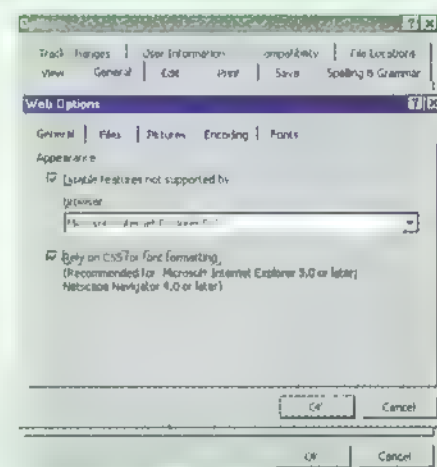 Track Changes User Information Compatibility File Locations
View General Edit Print Save Spelling & Grammar
Web Options
General Files Pictures Encoding Fonts
Appearance
Disable features not supported by
browser
Rely on CSS for font formatting
(Recommended for Microsoft Internet Explorer 3.0 or later;
Netscape Navigator 4.0 or later)
OK Cancel
OK Cancel